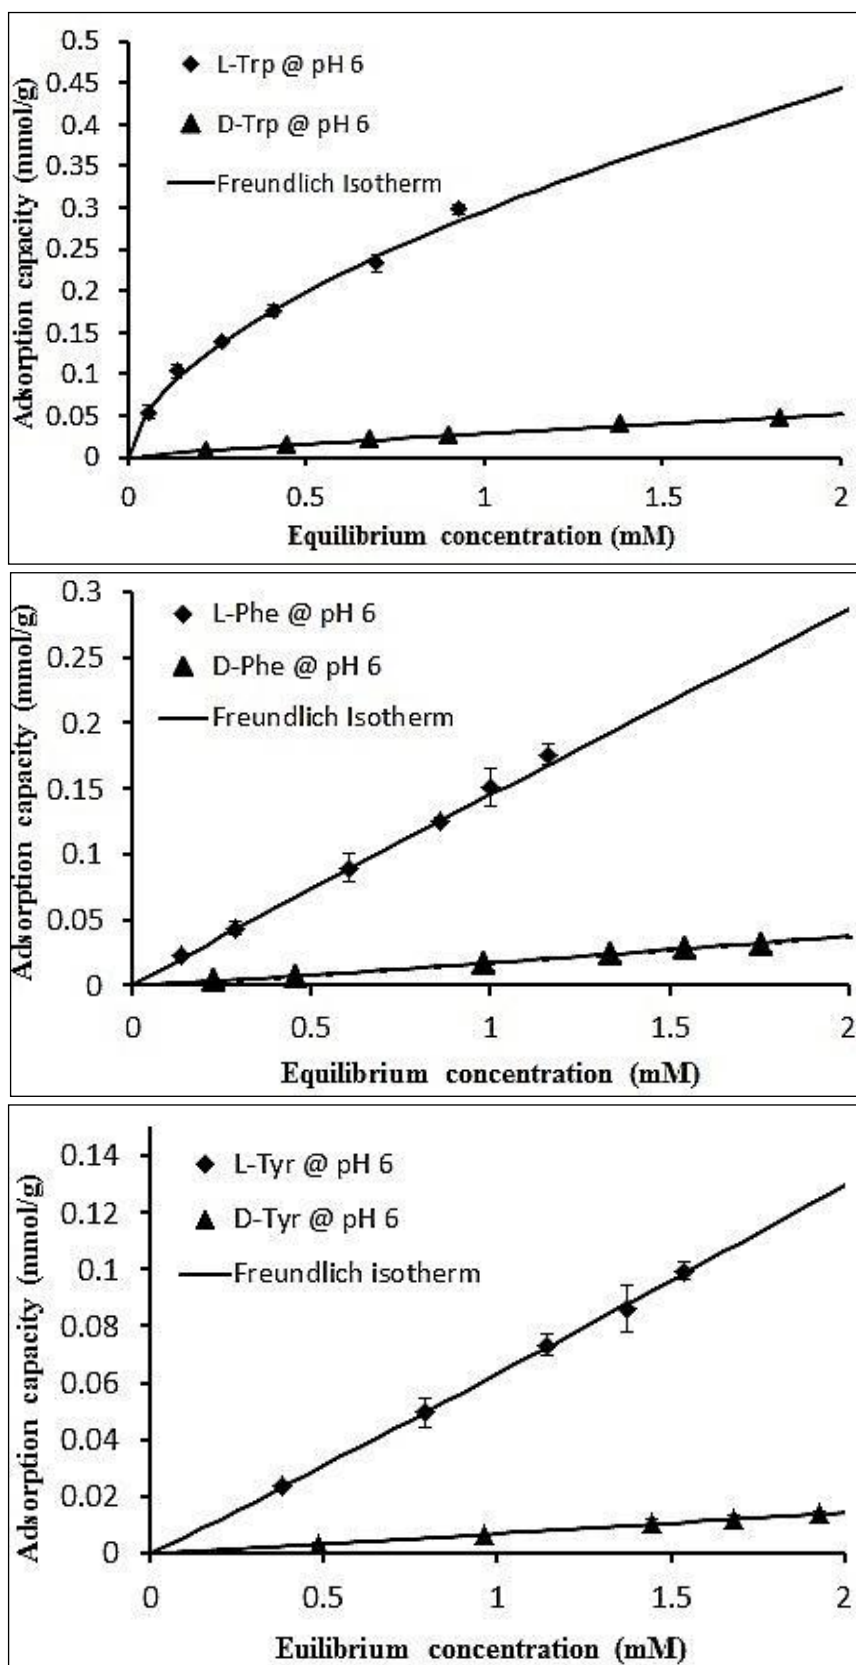 0.5
0.45
0.4
0.35
0.3
0.25
0.2
0.15
0.1
0.05
0
Adsorption capacity (mmol/g)
L-Trp @ pH 6
D-Trp @ pH 6
Freundlich Isotherm
0 0.5 1 1.5 2
Equilibrium concentration (mM)
0.3
0.25
0.2
0.15
0.1
0.05
0
Adsorption capacity (mmol/g)
L-Phe @ pH 6
D-Phe @ pH 6
Freundlich Isotherm
0 0.5 1 1.5 2
Equilibrium concentration (mM)
0.14
0.12
0.1
0.08
0.06
0.04
0.02
0
Adsorption capacity (mmol/g)
L-Tyr @ pH 6
D-Tyr @ pH 6
Freundlich isotherm
0 0.5 1 1.5 2
Euilibrium concentration (mM)